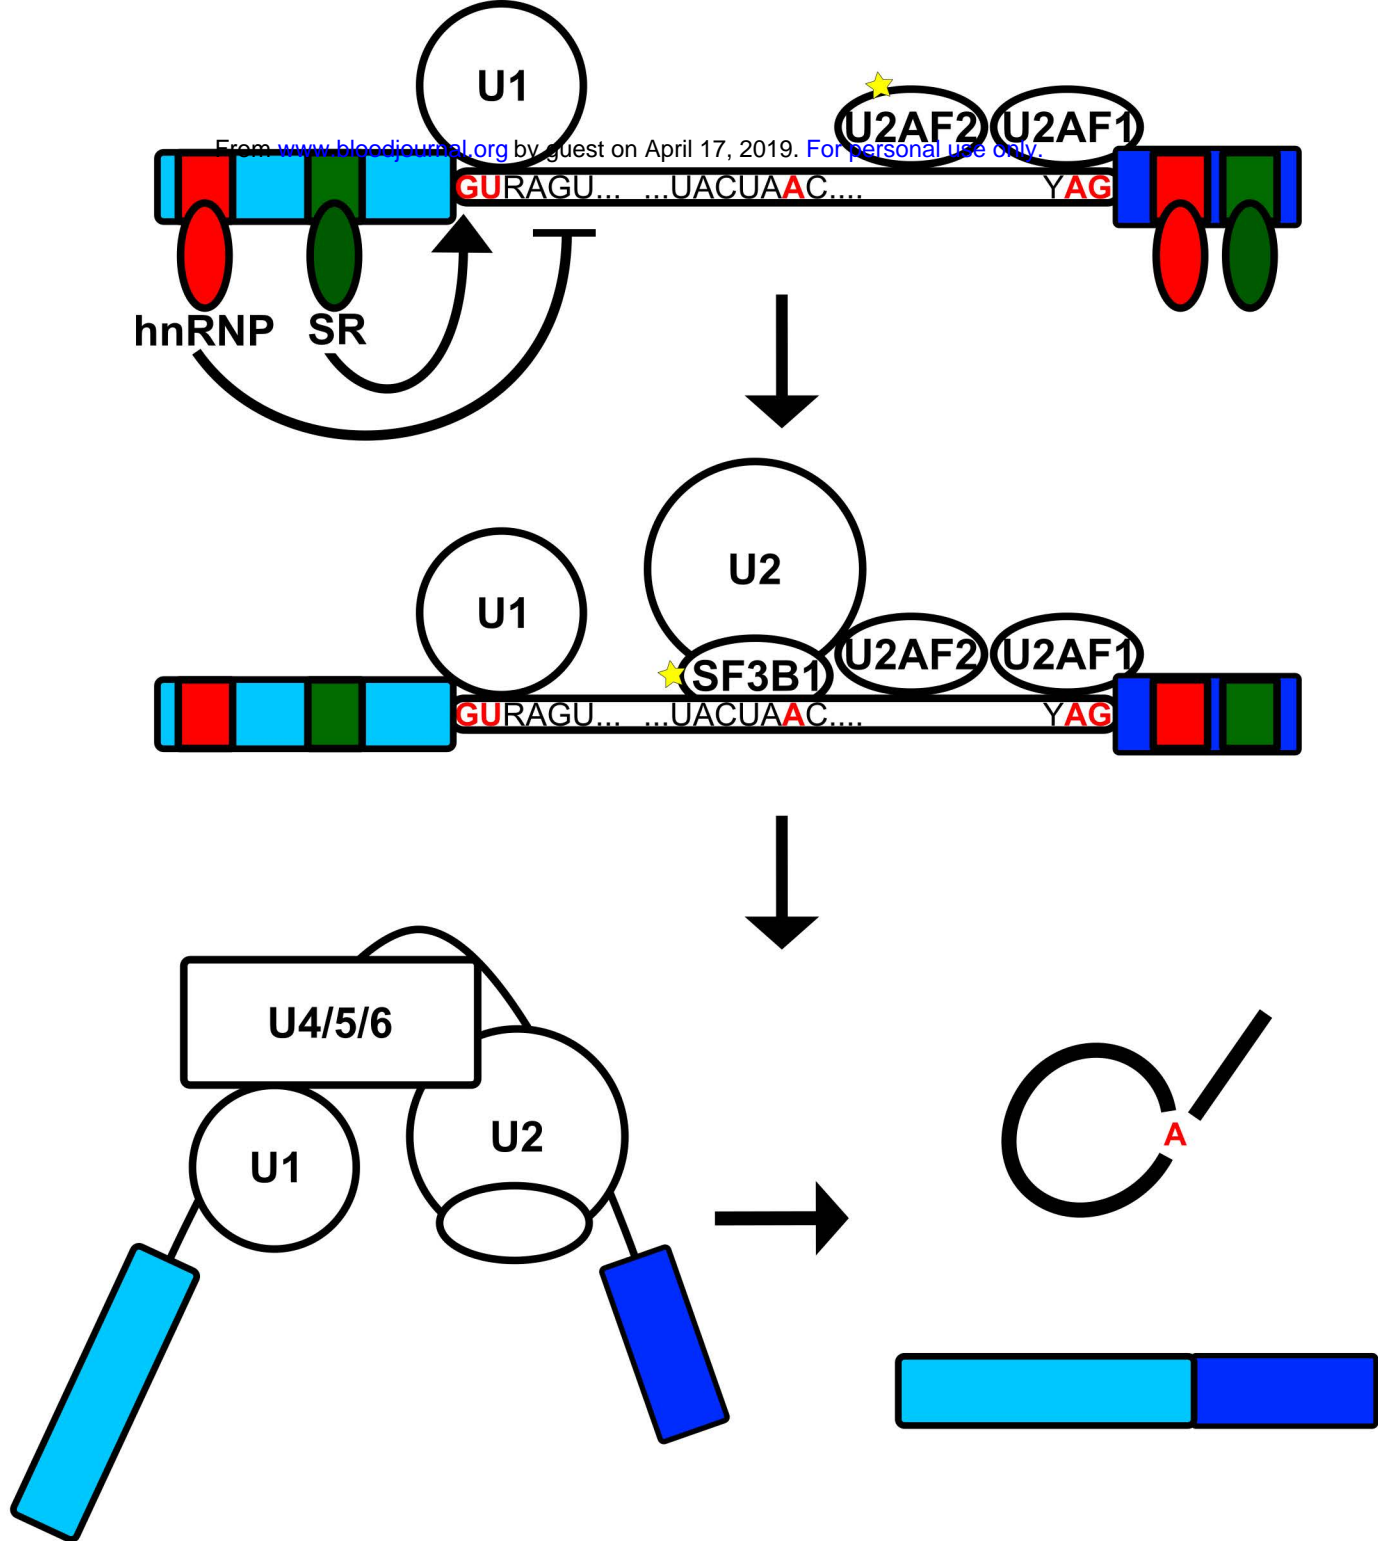 U1
U2AF2 U2AF1
From www.bloodjournal.org by guest on April 17, 2019. For personal use only.
GURAGU... ...UACUAAC.... YAG
hnRNP SR
U2
U1
SF3B1 U2AF2 U2AF1
GURAGU... ...UACUAAC.... YAG
U4/5/6
U1 U2
A